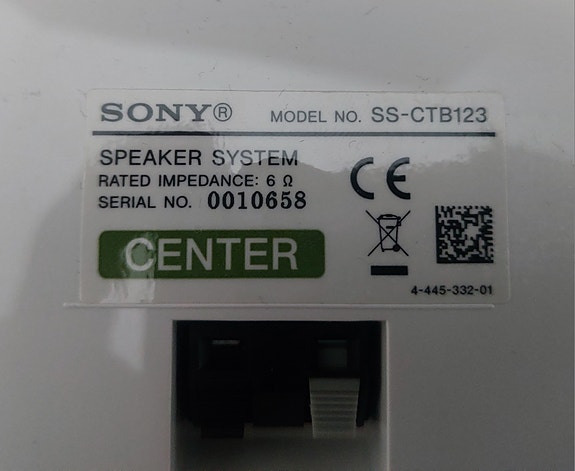 SONY® MODEL NO. SS-CTB123
SPEAKER SYSTEM
RATED IMPEDANCE: 6 Ω
SERIAL NO. 0010658
CE
CENTER
4-445-332-01